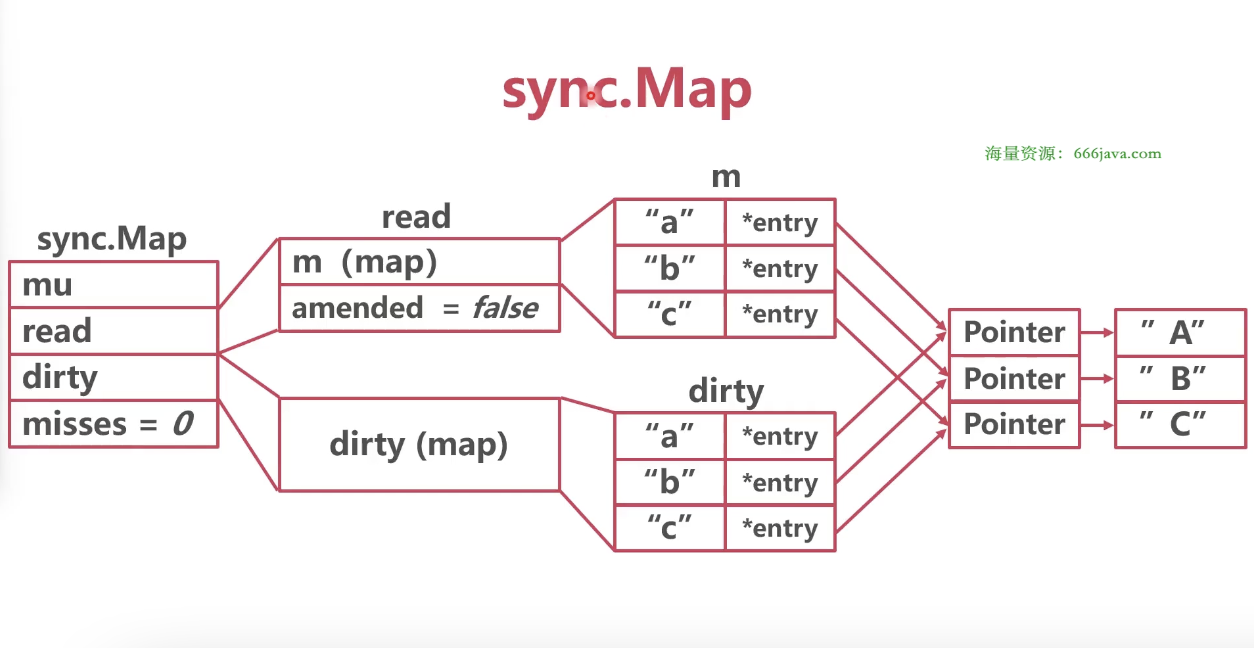 sync.Map
海量资源：666java.com
sync.Map
mu
read
dirty
misses = 0
read
m（map）
amended = false
dirty (map)
m
“a” *entry
“b” *entry
“c” *entry
dirty
“a” *entry
“b” *entry
“c” *entry
Pointer ” A”
Pointer ” B”
Pointer ” C”